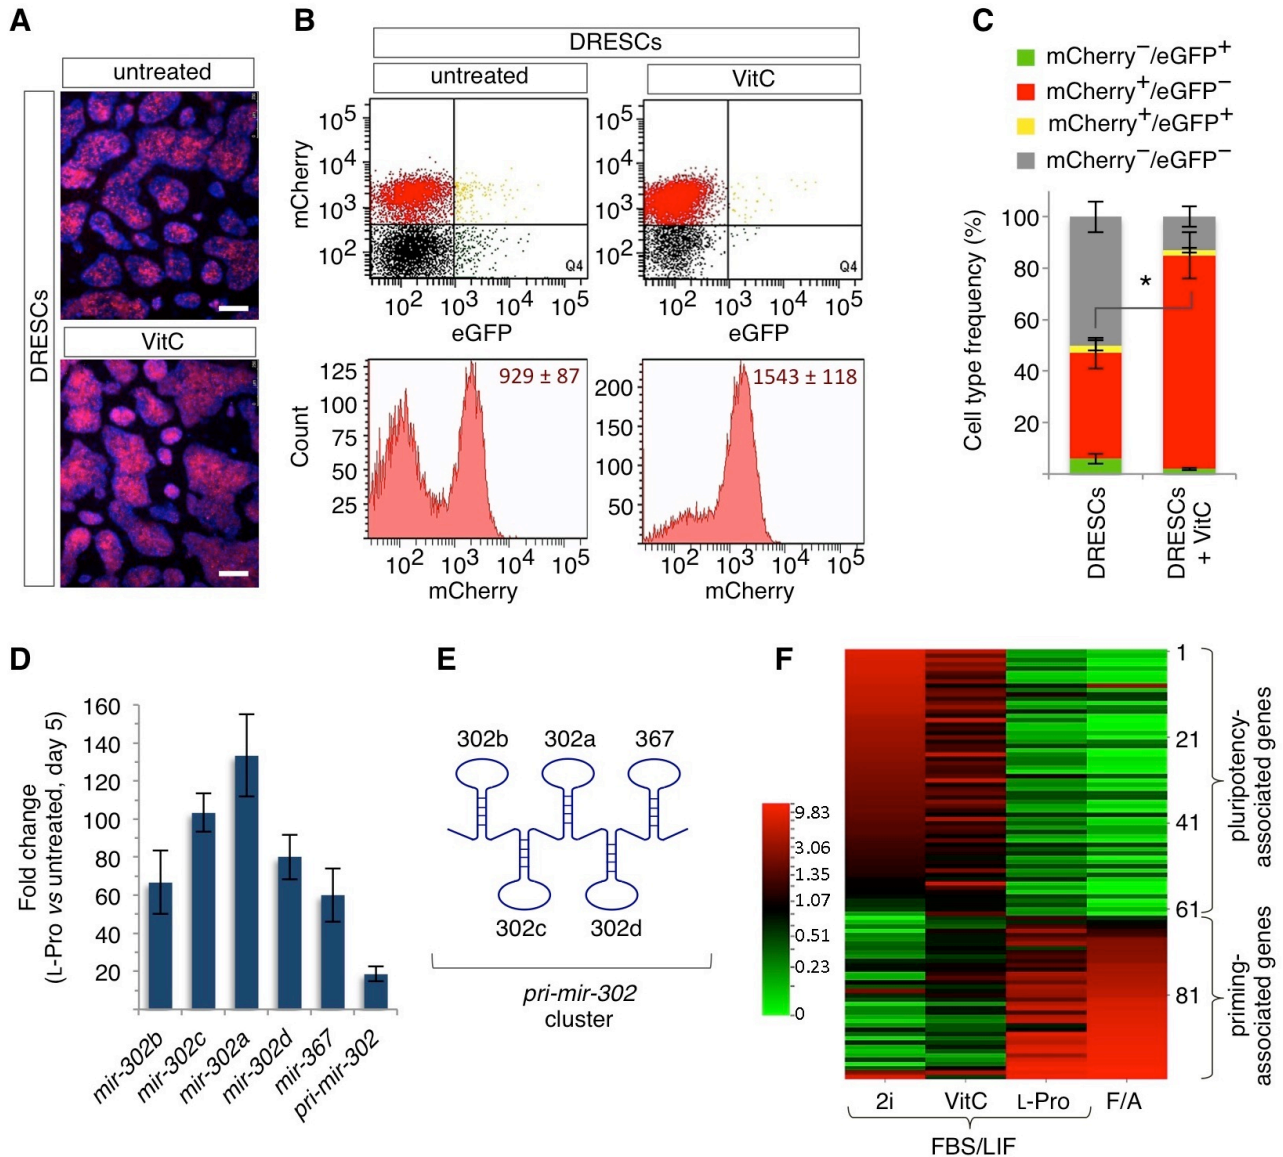 A
untreated
DRESCs
VitC
B
DRESCs
untreated
VitC
mCherry
10⁵
10⁴
10³
10²
Q4
10² 10³ 10⁴ 10⁵
eGFP
10⁵
10⁴
10³
10²
Q4
10² 10³ 10⁴ 10⁵
eGFP
Count
125
100
75
50
25
929 ± 87
10² 10³ 10⁴ 10⁵
mCherry
200
150
100
50
1543 ± 118
10² 10³ 10⁴ 10⁵
mCherry
C
mCherry⁻/eGFP⁺
mCherry⁺/eGFP⁻
mCherry⁺/eGFP⁺
mCherry⁻/eGFP⁻
Cell type frequency (%)
100
80
60
40
20
*
DRESCs
DRESCs
+ VitC
D
Fold change
(L-Pro vs untreated, day 5)
160
140
120
100
80
60
40
20
mir-302b
mir-302c
mir-302a
mir-302d
mir-367
pri-mir-302
E
302b 302a 367
302c 302d
pri-mir-302
cluster
F
9.83
3.06
1.35
1.07
0.51
0.23
0
1
21
41
61
81
pluripotency-
associated genes
priming-
associated genes
2i VitC L-Pro F/A
FBS/LIF